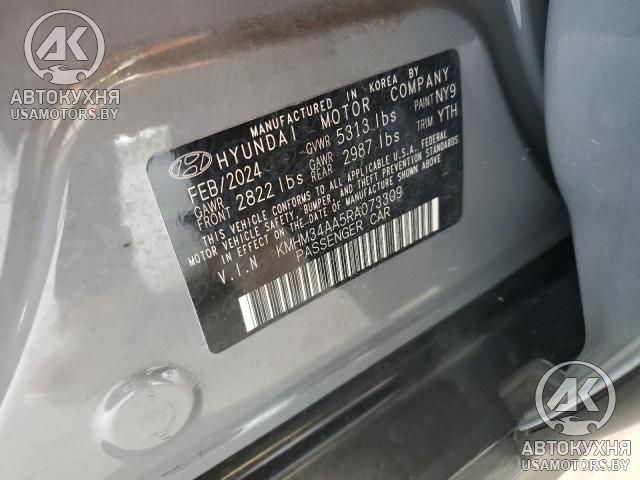 AK
АВТОКУХНЯ
USAMOTORS.BY
MANUFACTURED IN KOREA BY
HYUNDAI MOTOR COMPANY
FEB/2024 GVWR 5313 lbs PAINT NY9
GAWR FRONT 2822 lbs GAWR REAR 2987 lbs TRIM YTH
THIS VEHICLE CONFORMS TO ALL APPLICABLE U.S.A. FEDERAL
MOTOR VEHICLE SAFETY, BUMPER, AND THEFT PREVENTION
STANDARDS IN EFFECT ON THE DATE OF MANUFACTURE SHOWN ABOVE.
V.I.N KMHM34AA5RA073309
PASSENGER CAR
AK
АВТОКУХНЯ
USAMOTORS.BY